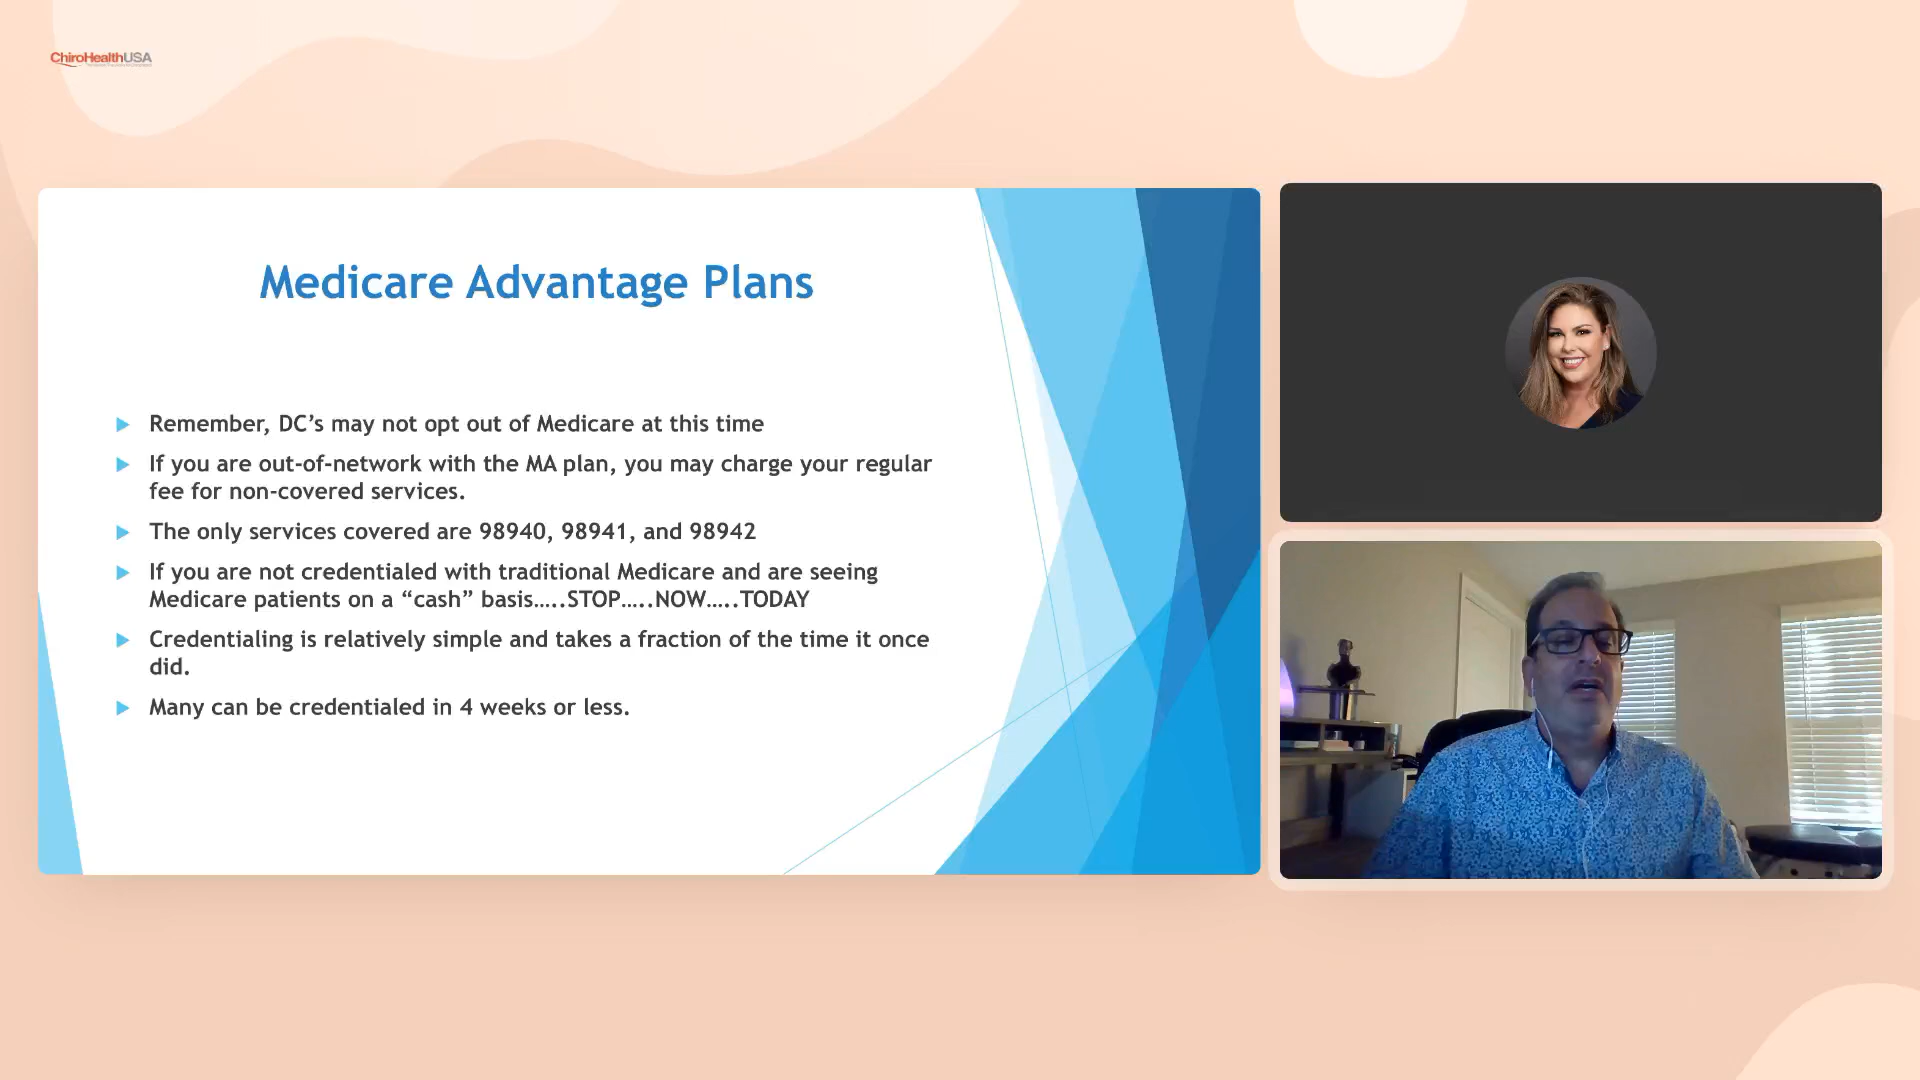 ChiroHealthUSA
Medicare Advantage Plans
Remember, DC’s may not opt out of Medicare at this time
If you are out-of-network with the MA plan, you may charge your regular
fee for non-covered services.
The only services covered are 98940, 98941, and 98942
If you are not credentialed with traditional Medicare and are seeing
Medicare patients on a “cash” basis…..STOP…..NOW…..TODAY
Credentialing is relatively simple and takes a fraction of the time it once
did.
Many can be credentialed in 4 weeks or less.